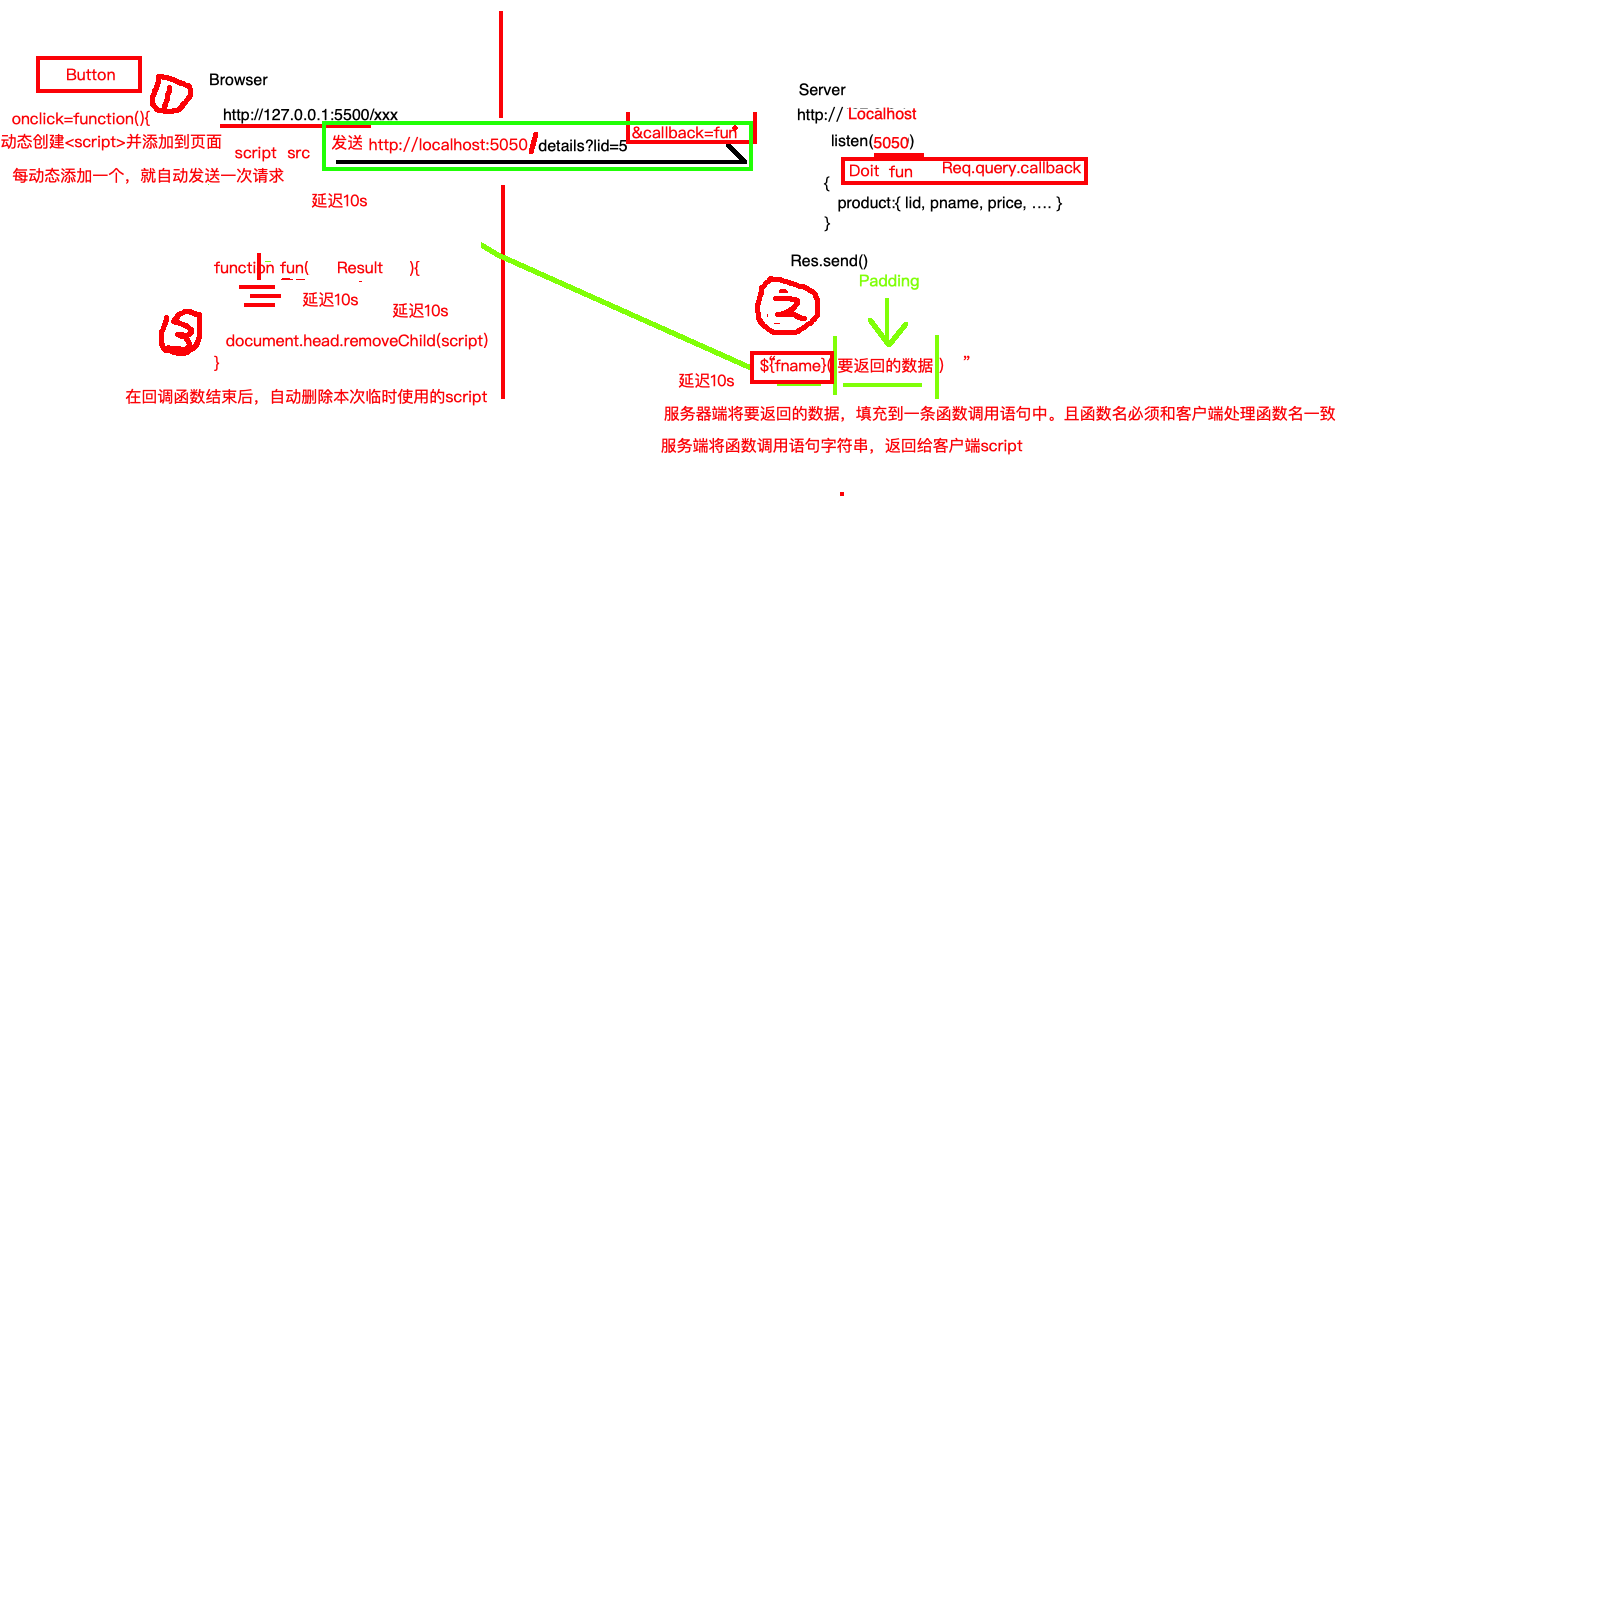 Button
①
Browser
Server
http://127.0.0.1:5500/xxx
http:// Localhost
onclick=function(){
动态创建<script>并添加到页面
script src
发送 http://localhost:5050/details?lid=5 &callback=fun
listen(5050)
每动态添加一个，就自动发送一次请求
Doit fun Req.query.callback
{
延迟10s
product:{ lid, pname, price, …. }
}
Res.send()
function fun( Result ){
Padding
延迟10s
延迟10s
②
③
document.head.removeChild(script)
}
“${fname}( 要返回的数据 ) ”
延迟10s
在回调函数结束后，自动删除本次临时使用的script
服务器端将要返回的数据，填充到一条函数调用语句中。且函数名必须和客户端处理函数名一致
服务端将函数调用语句字符串，返回给客户端script